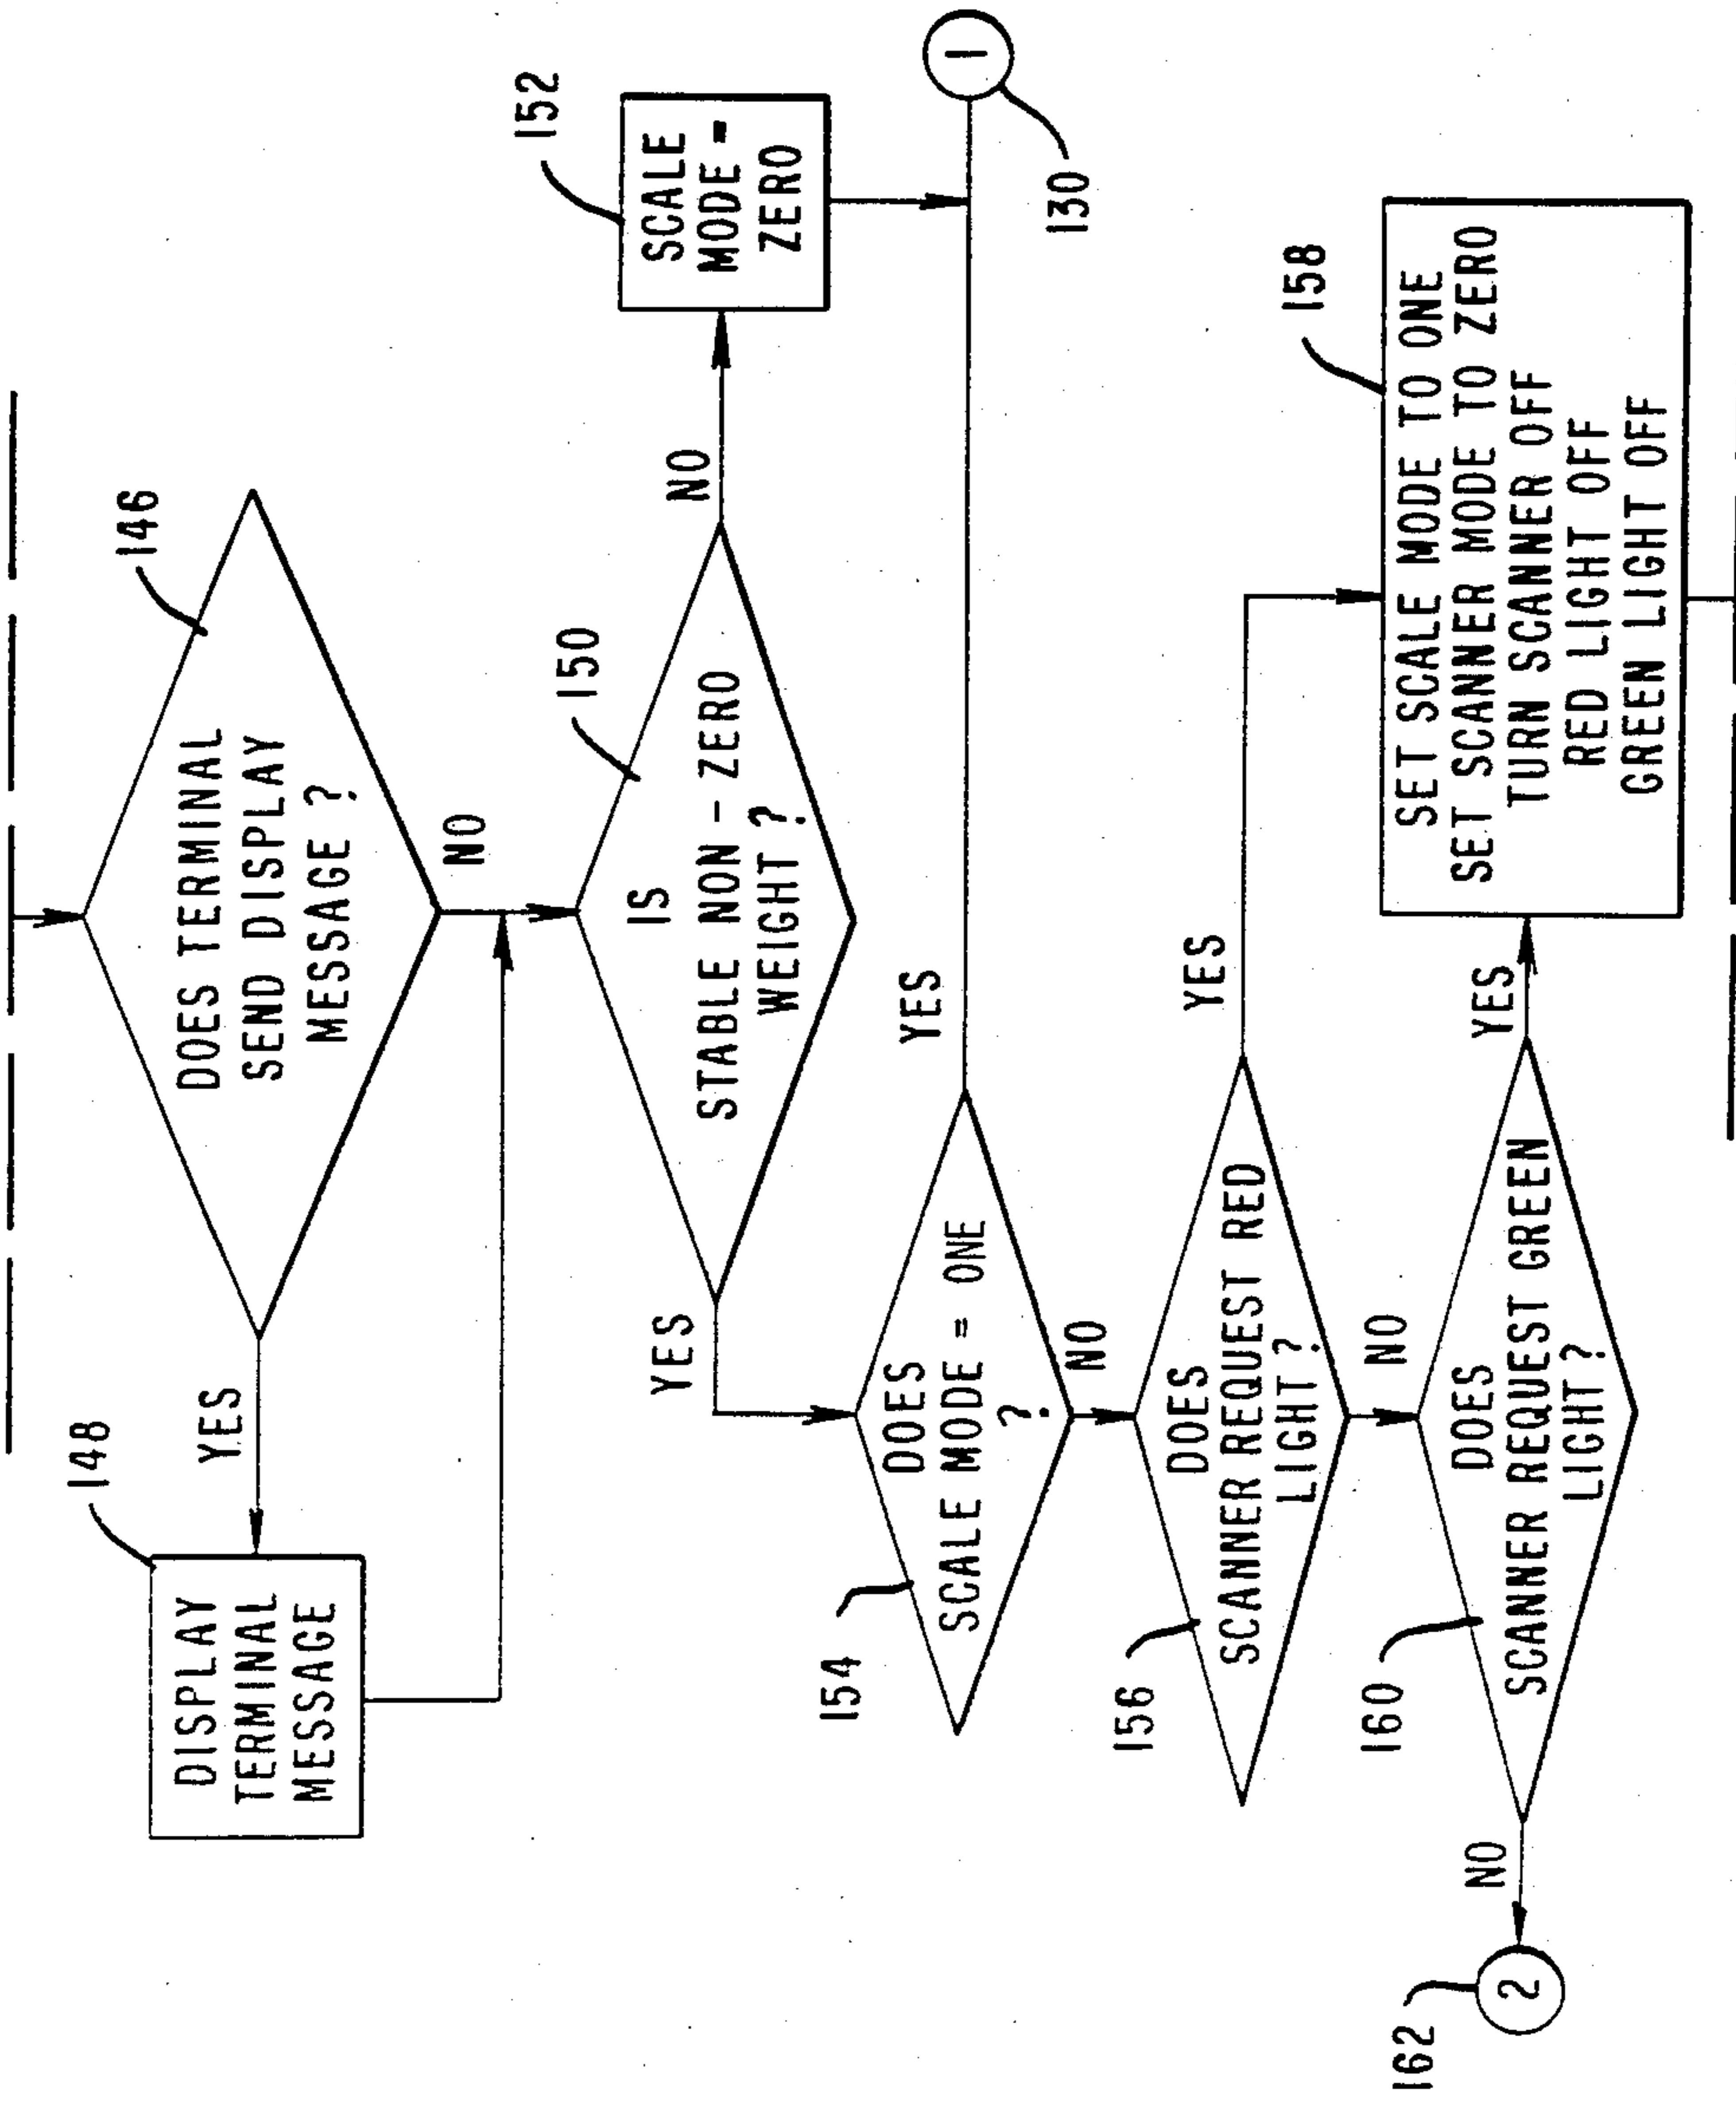 146
DOES TERMINAL
SEND DISPLAY
MESSAGE ?
YES
148
DISPLAY
TERMINAL
MESSAGE
NO
150
IS
STABLE NON - ZERO
WEIGHT ?
NO
152
SCALE
MODE =
ZERO
YES
154
DOES
SCALE MODE = ONE
?
YES
1
130
NO
156
DOES
SCANNER REQUEST RED
LIGHT ?
YES
158
SET SCALE MODE TO ONE
SET SCANNER MODE TO ZERO
TURN SCANNER OFF
RED LIGHT OFF
GREEN LIGHT OFF
NO
160
DOES
SCANNER REQUEST GREEN
LIGHT ?
YES
NO
2
162